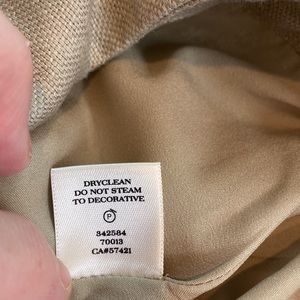 DRYCLEAN
DO NOT STEAM
TO DECORATIVE
P
342584
70013
CA#57421